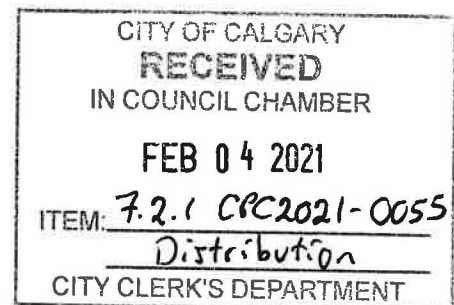 CITY OF CALGARY
RECEIVED
IN COUNCIL CHAMBER
FEB 04 2021
ITEM: 7.2.1 CPC2021-0055
Distribution
CITY CLERK'S DEPARTMENT